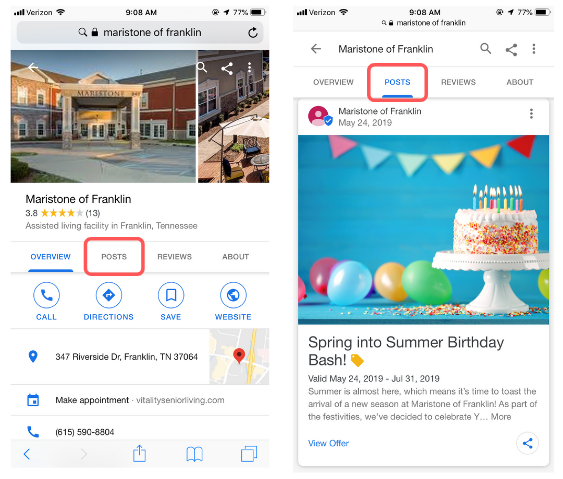 Verizon 9:08 AM 77%
maristone of franklin
MARISTONE
Maristone of Franklin
3.8 (13)
Assisted living facility in Franklin, Tennessee
OVERVIEW POSTS REVIEWS ABOUT
CALL DIRECTIONS SAVE WEBSITE
347 Riverside Dr, Franklin, TN 37064
Make appointment · vitalityseniorliving.com
(615) 590-8804
Verizon 9:08 AM 77%
maristone of franklin
Maristone of Franklin
OVERVIEW POSTS REVIEWS ABOUT
Maristone of Franklin
May 24, 2019
Spring into Summer Birthday
Bash!
Valid May 24, 2019 - Jul 31, 2019
Summer is almost here, which means it's time to toast the
arrival of a new season at Maristone of Franklin! As part of
the festivities, we've decided to celebrate Y... More
View Offer